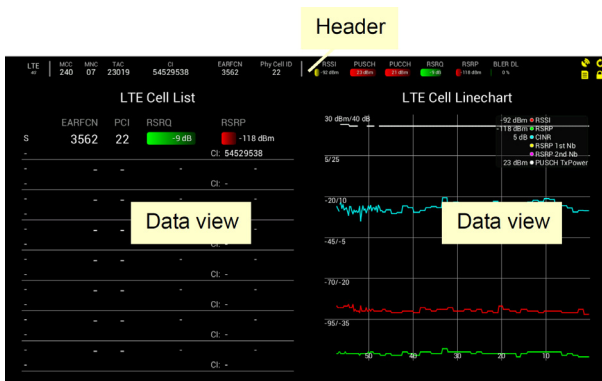 Header
LTE MCC MNC TAC CI EARFCN Phy Cell ID RSSI PUSCH PUCCH RSRQ RSRP BLER DL
240 07 23019 54529538 3562 22 -92 dBm 23 dBm 21 dBm -9 dB -118 dBm 0 %
LTE Cell List
EARFCN PCI RSRQ RSRP
S 3562 22 -9 dB -118 dBm
- CI: 54529538
- - - - -
- CI: -
- - - - -
- CI: -
- - - - -
- CI: -
- - - - -
- CI: -
- - - - -
- CI: -
- - - - -
- CI: -
Data view
LTE Cell Linechart
30 dBm/40 dB
-92 dBm RSSI
-118 dBm RSRP
5 dB CINR
RSRP 1st Nb
RSRP 2nd Nb
23 dBm PUSCH TxPower
5/25
-20/10
-45/-5
-70/-20
-95/-35
50 40 30 20 10
Data view